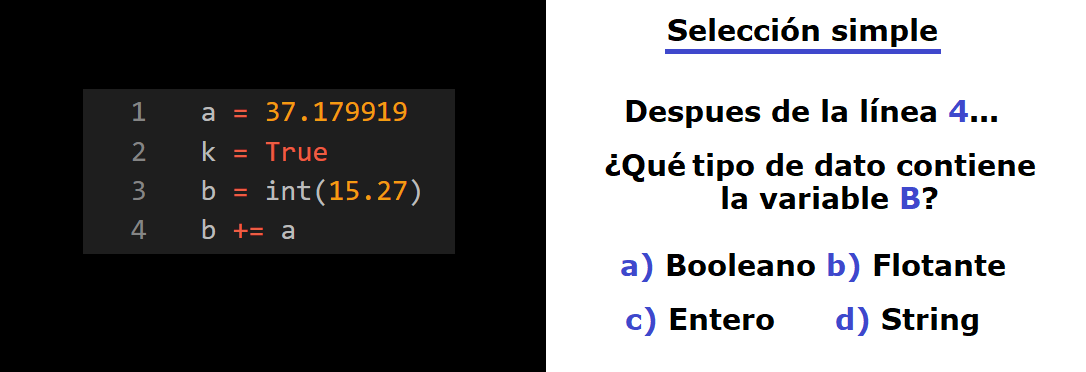 1 a = 37.179919
2 k = True
3 b = int(15.27)
4 b += a
Selección simple
Despues de la línea 4...
¿Qué tipo de dato contiene
la variable B?
a) Booleano b) Flotante
c) Entero d) String